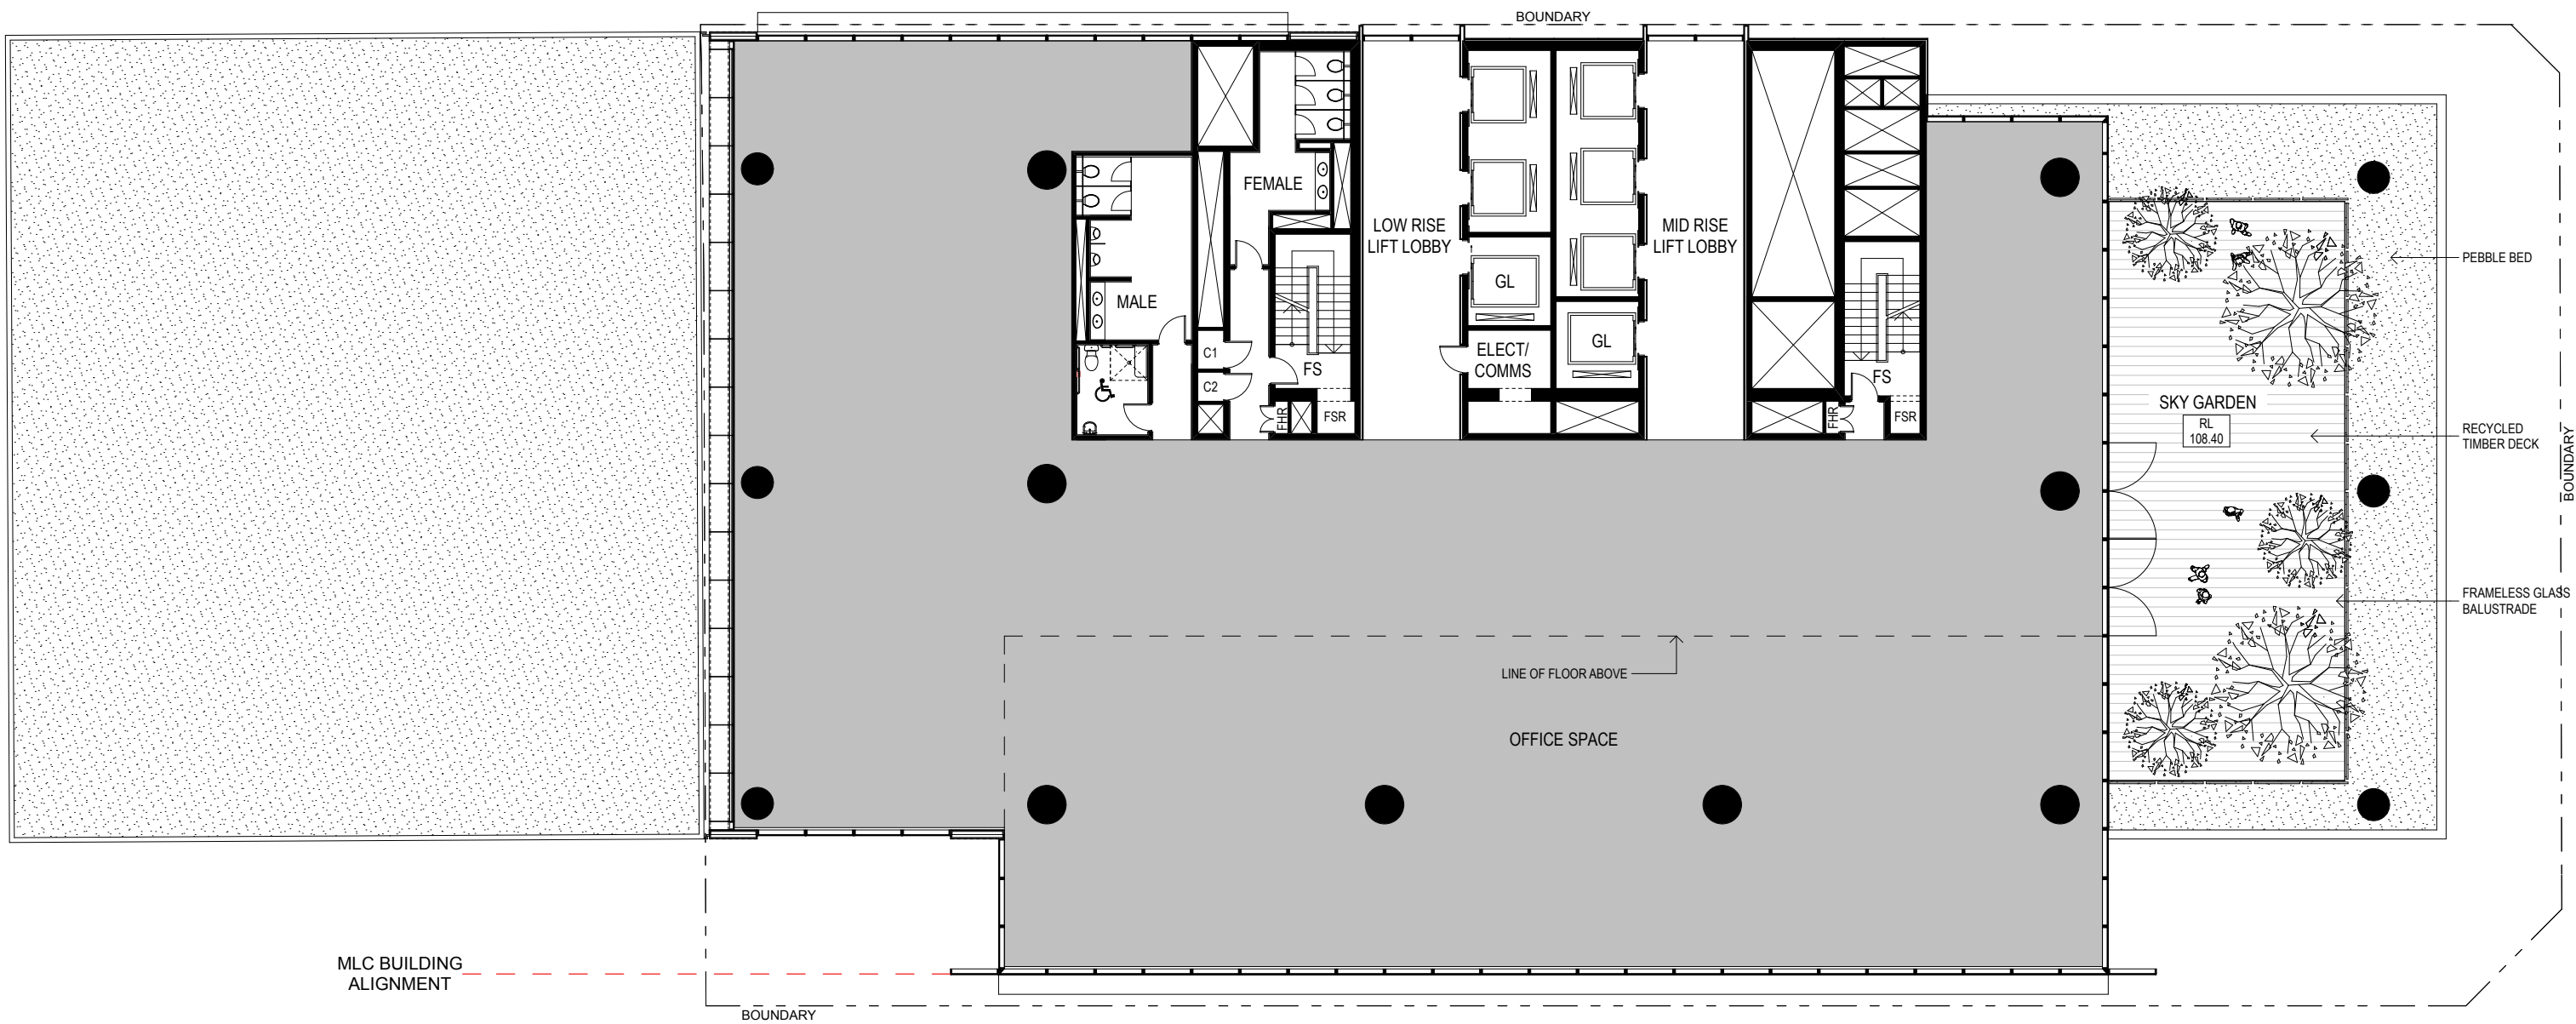 BOUNDARY
FEMALE
LOW RISE
LIFT LOBBY
MID RISE
LIFT LOBBY
PEBBLE BED
GL
MALE
GL
C1
ELECT/
COMMS
FS
FS
C2
SKY GARDEN
RL
108.40
FHR
FSR
FHR
FSR
RECYCLED
TIMBER DECK
BOUNDARY
FRAMELESS GLASS
BALUSTRADE
LINE OF FLOOR ABOVE
OFFICE SPACE
MLC BUILDING
ALIGNMENT
BOUNDARY